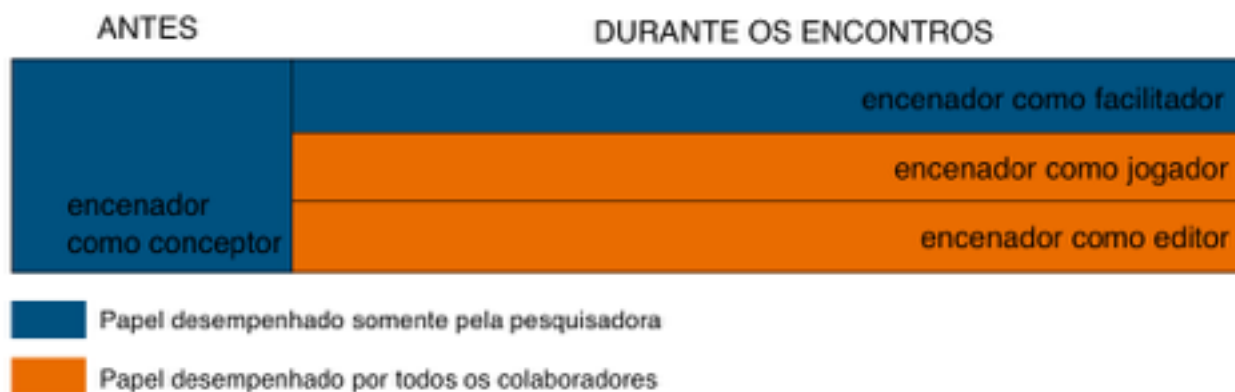 ANTES
DURANTE OS ENCONTROS
encenador como facilitador
encenador como jogador
encenador
como conceptor
encenador como editor
Papel desempenhado somente pela pesquisadora
Papel desempenhado por todos os colaboradores